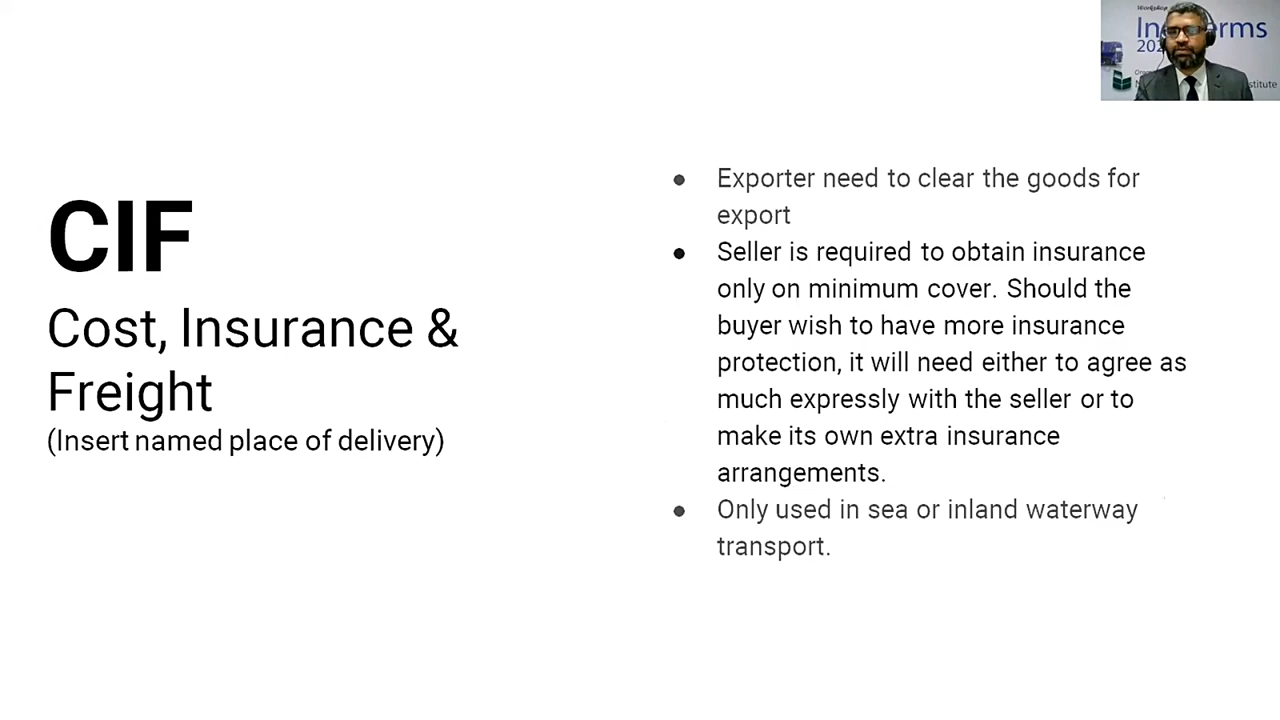 CIF
Cost, Insurance &
Freight
(Insert named place of delivery)
Exporter need to clear the goods for
export
Seller is required to obtain insurance
only on minimum cover. Should the
buyer wish to have more insurance
protection, it will need either to agree as
much expressly with the seller or to
make its own extra insurance
arrangements.
Only used in sea or inland waterway
transport.
Workshop